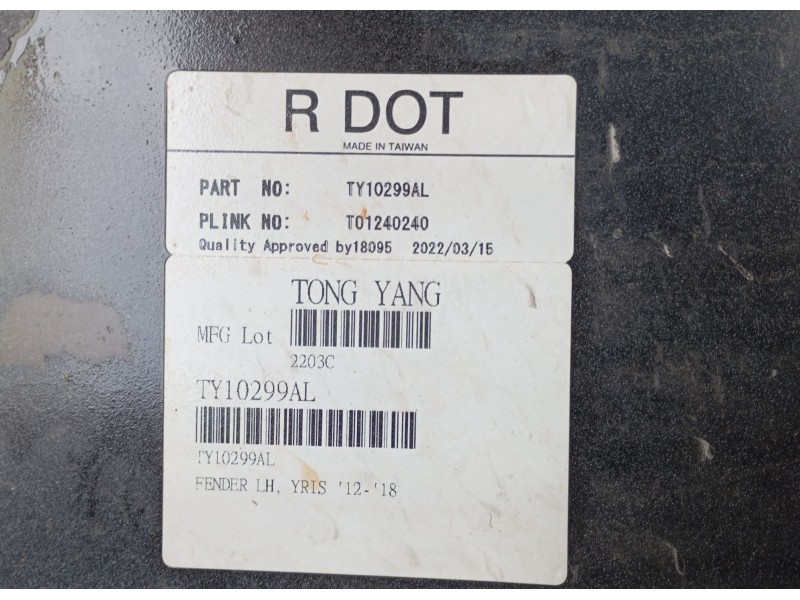 R DOT
MADE IN TAIWAN
PART NO: TY10299AL
PLINK NO: TO1240240
Quality Approved by18095 2022/03/15
TONG YANG
MFG Lot
2203C
TY10299AL
TY10299AL
FENDER LH, YRIS '12-'18